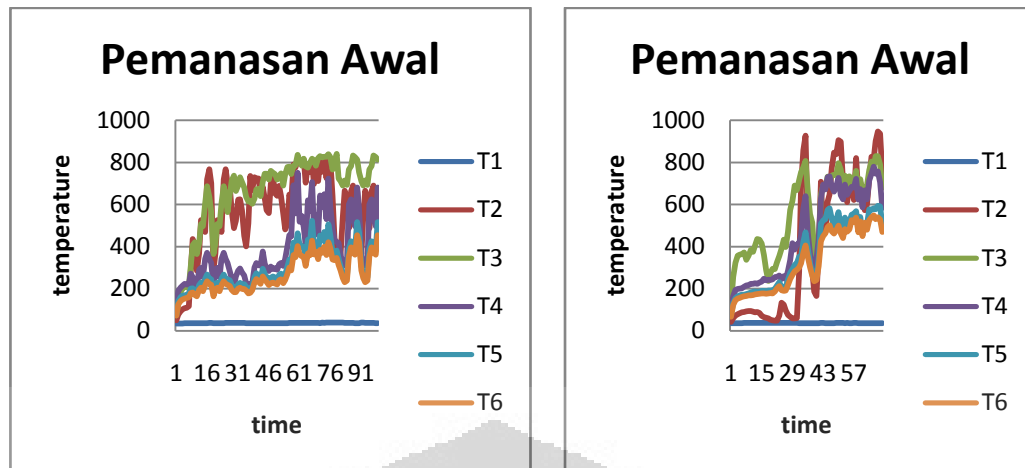 Pemanasan Awal
1000
800
600
400
200
0
temperature
1 16 31 46 61 76 91
time
T1
T2
T3
T4
T5
T6
Pemanasan Awal
1000
800
600
400
200
0
temperature
1 15 29 43 57
time
T1
T2
T3
T4
T5
T6